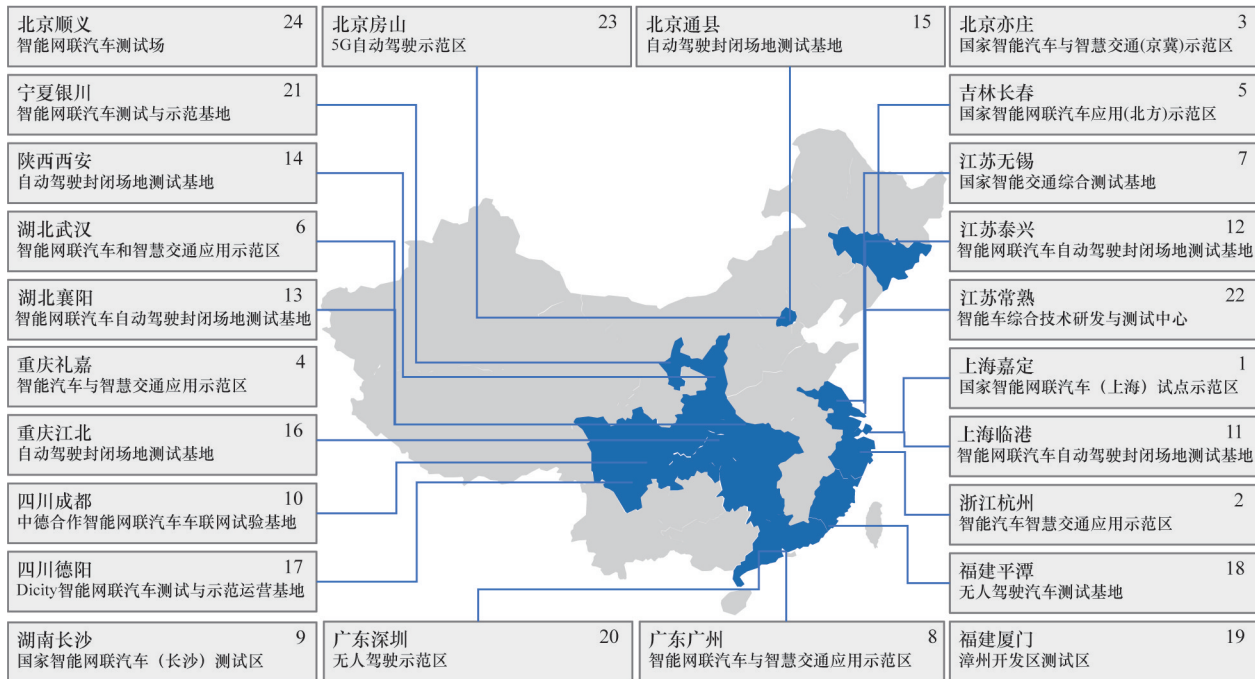 北京顺义 24
智能网联汽车测试场
北京房山 23
5G自动驾驶示范区
北京通县 15
自动驾驶封闭场地测试基地
北京亦庄 3
国家智能汽车与智慧交通(京冀)示范区
宁夏银川 21
智能网联汽车测试与示范基地
吉林长春 5
国家智能网联汽车应用(北方)示范区
陕西西安 14
自动驾驶封闭场地测试基地
江苏无锡 7
国家智能交通综合测试基地
湖北武汉 6
智能网联汽车和智慧交通应用示范区
江苏泰兴 12
智能网联汽车自动驾驶封闭场地测试基地
湖北襄阳 13
智能网联汽车自动驾驶封闭场地测试基地
江苏常熟 22
智能车综合技术研发与测试中心
重庆礼嘉 4
智能汽车与智慧交通应用示范区
上海嘉定 1
国家智能网联汽车（上海）试点示范区
重庆江北 16
自动驾驶封闭场地测试基地
上海临港 11
智能网联汽车自动驾驶封闭场地测试基地
四川成都 10
中德合作智能网联汽车车联网试验基地
浙江杭州 2
智能汽车智慧交通应用示范区
四川德阳 17
Dicity智能网联汽车测试与示范运营基地
福建平潭 18
无人驾驶汽车测试基地
湖南长沙 9
国家智能网联汽车（长沙）测试区
广东深圳 20
无人驾驶示范区
广东广州 8
智能网联汽车与智慧交通应用示范区
福建厦门 19
漳州开发区测试区